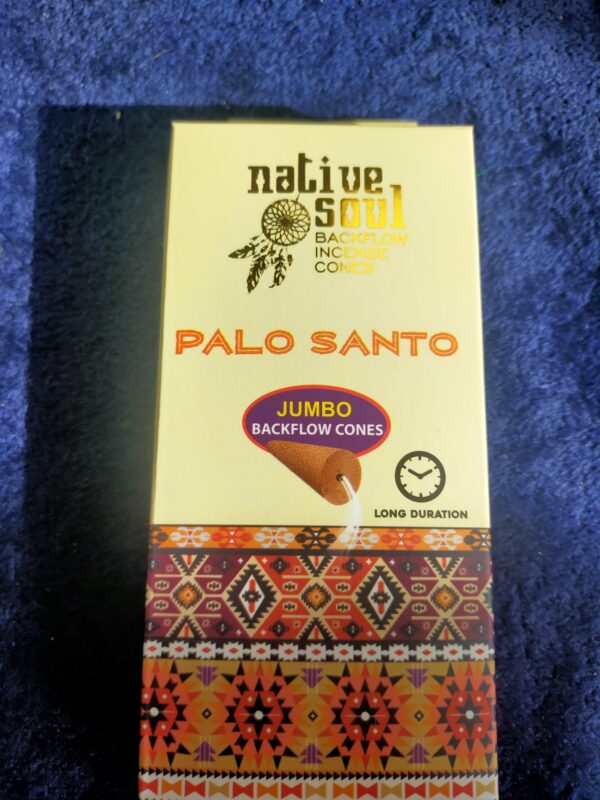 native
soul
BACKFLOW
INCENSE
CONES
PALO SANTO
JUMBO
BACKFLOW CONES
LONG DURATION